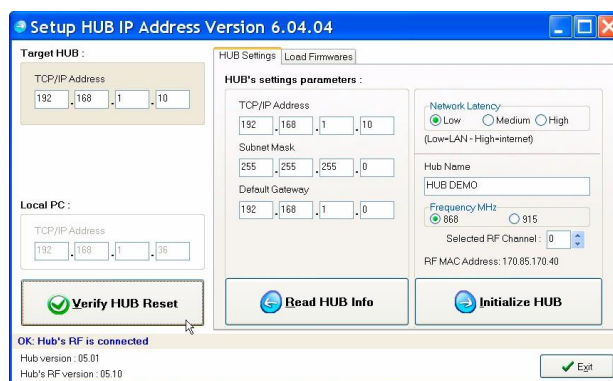 Setup HUB IP Address Version 6.04.04
Target HUB :
TCP/IP Address
192 . 168 . 1 . 10
Local PC :
TCP/IP Address
192 . 168 . 1 . 36
Verify HUB Reset
HUB Settings Load Firmwares
HUB's settings parameters :
TCP/IP Address
192 . 168 . 1 . 10
Subnet Mask
255 . 255 . 255 . 0
Default Gateway
192 . 168 . 1 . 0
Read HUB Info
Network Latency
Low Medium High
(Low=LAN - High=internet)
Hub Name
HUB DEMO
Frequency MHz
868 915
Selected RF Channel : 0
RF MAC Address: 170.85.170.40
Initialize HUB
OK: Hub's RF is connected
Hub version : 05.01
Hub's RF version : 05.10
Exit